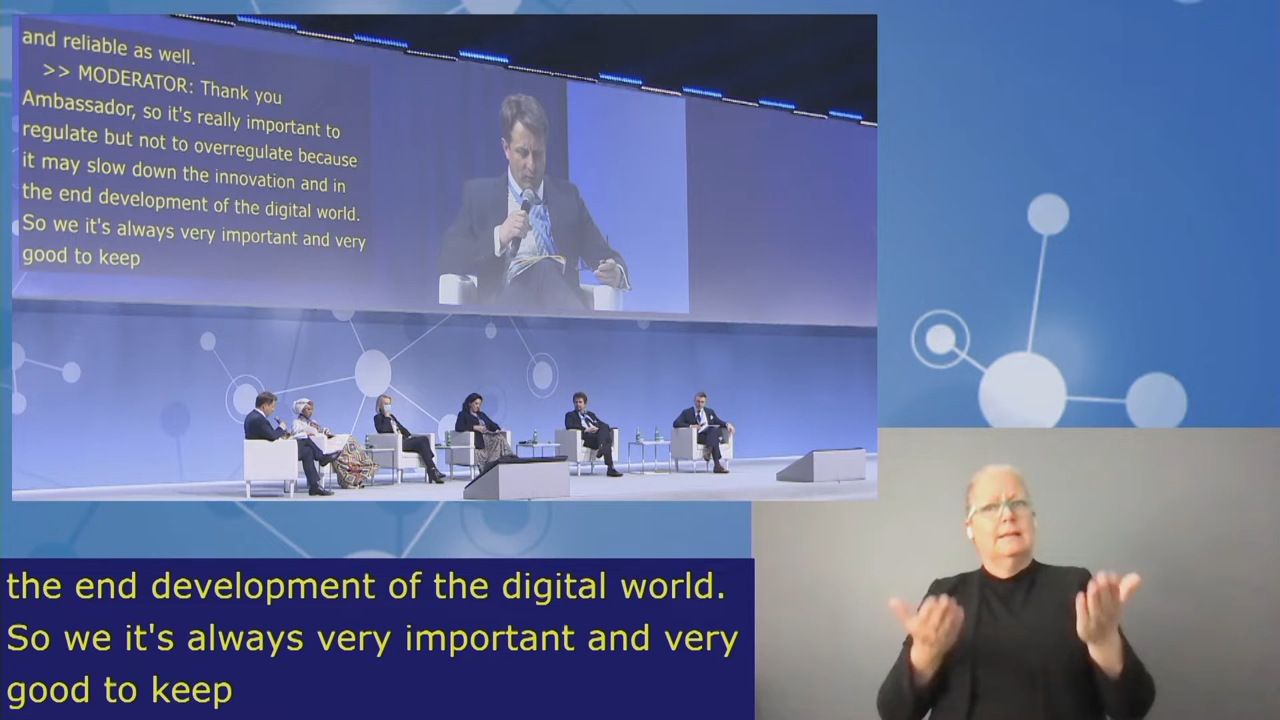 and reliable as well.
>> MODERATOR: Thank you
Ambassador, so it's really important to
regulate but not to overregulate because
it may slow down the innovation and in
the end development of the digital world.
So we it's always very important and very
good to keep
the end development of the digital world.
So we it's always very important and very
good to keep